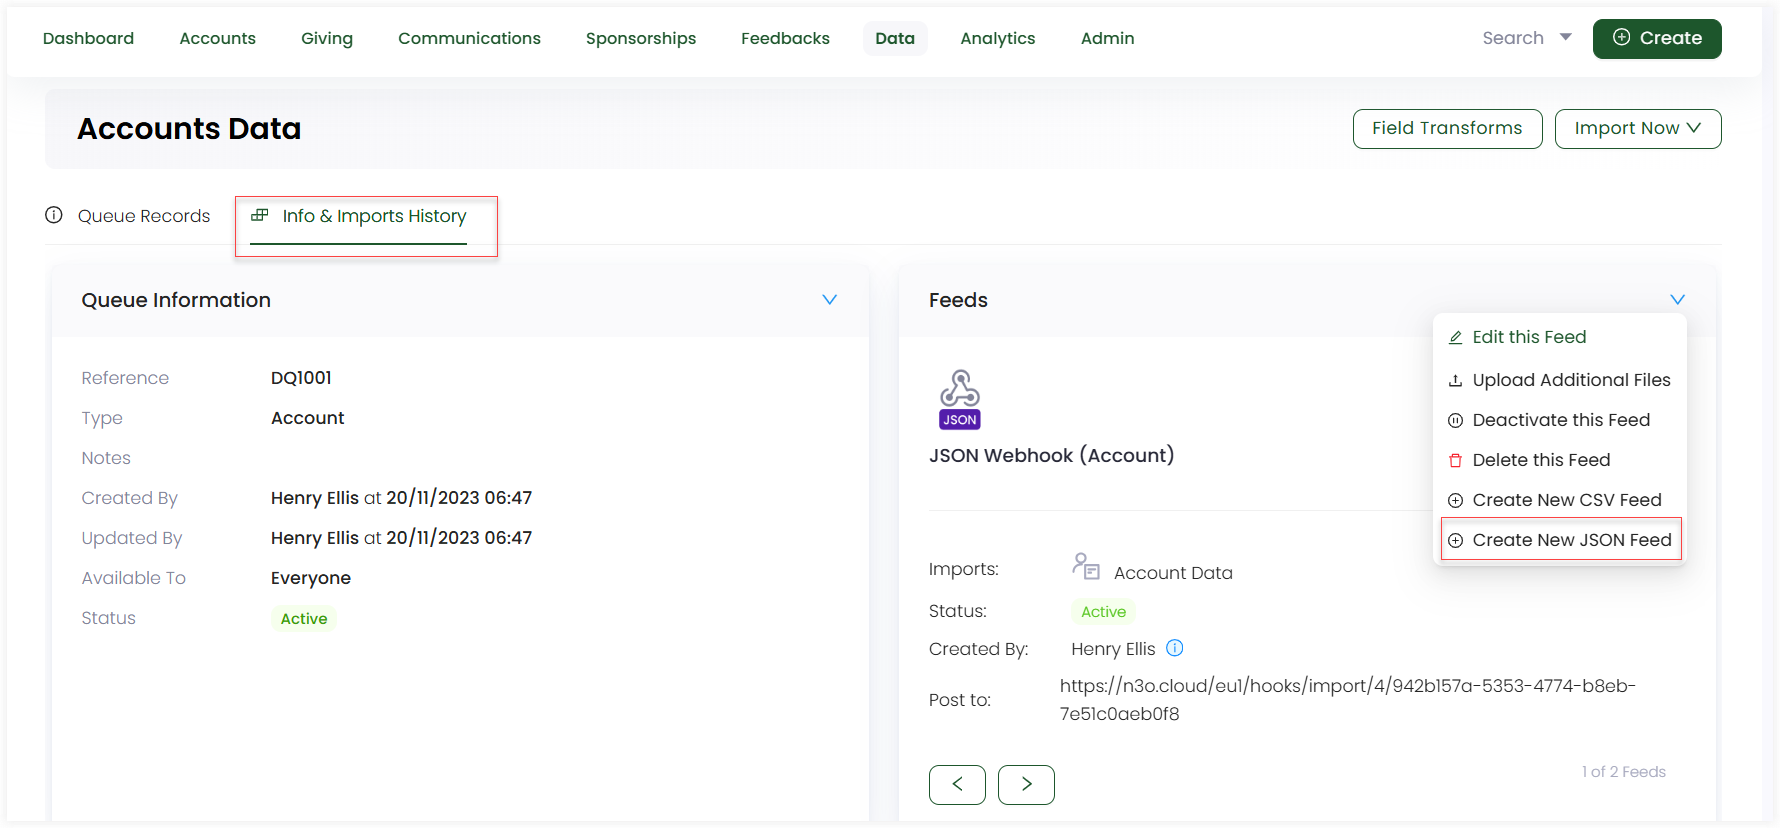 Dashboard Accounts Giving Communications Sponsorships Feedbacks Data Analytics Admin Search Create
Accounts Data
Field Transforms Import Now
Queue Records Info & Imports History
Queue Information
Reference DQ1001
Type Account
Notes
Created By Henry Ellis at 20/11/2023 06:47
Updated By Henry Ellis at 20/11/2023 06:47
Available To Everyone
Status Active
Feeds
Edit this Feed
Upload Additional Files
Deactivate this Feed
Delete this Feed
Create New CSV Feed
Create New JSON Feed
JSON
JSON Webhook (Account)
Imports: Account Data
Status: Active
Created By: Henry Ellis
Post to: https://n3o.cloud/eu1/hooks/import/4/942b157a-5353-4774-b8eb-
7e51c0aeb0f8
1 of 2 Feeds